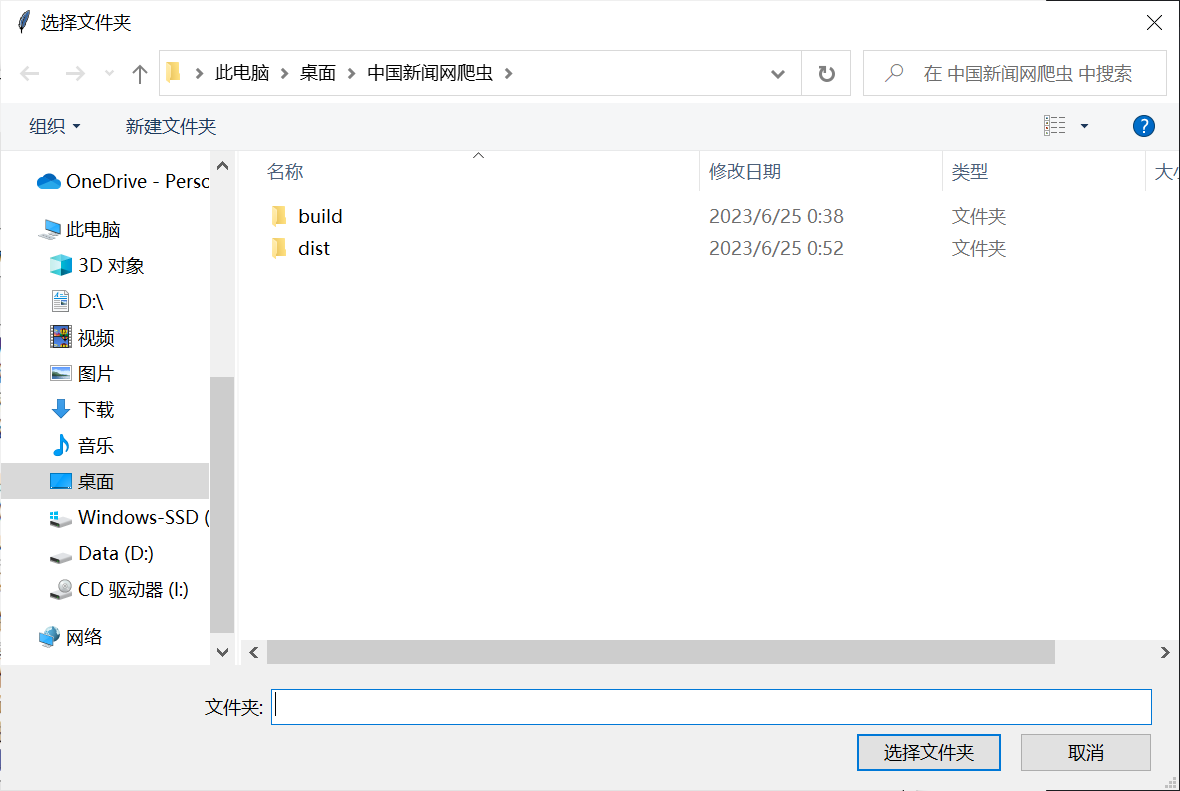 选择文件夹
此电脑 > 桌面 > 中国新闻网爬虫 >
在 中国新闻网爬虫 中搜索
组织
新建文件夹
OneDrive - Perso
此电脑
3D 对象
D:\
视频
图片
下载
音乐
桌面
Windows-SSD (
Data (D:)
CD 驱动器 (I:)
网络
名称 修改日期 类型 大小
build 2023/6/25 0:38 文件夹
dist 2023/6/25 0:52 文件夹
文件夹:
选择文件夹
取消